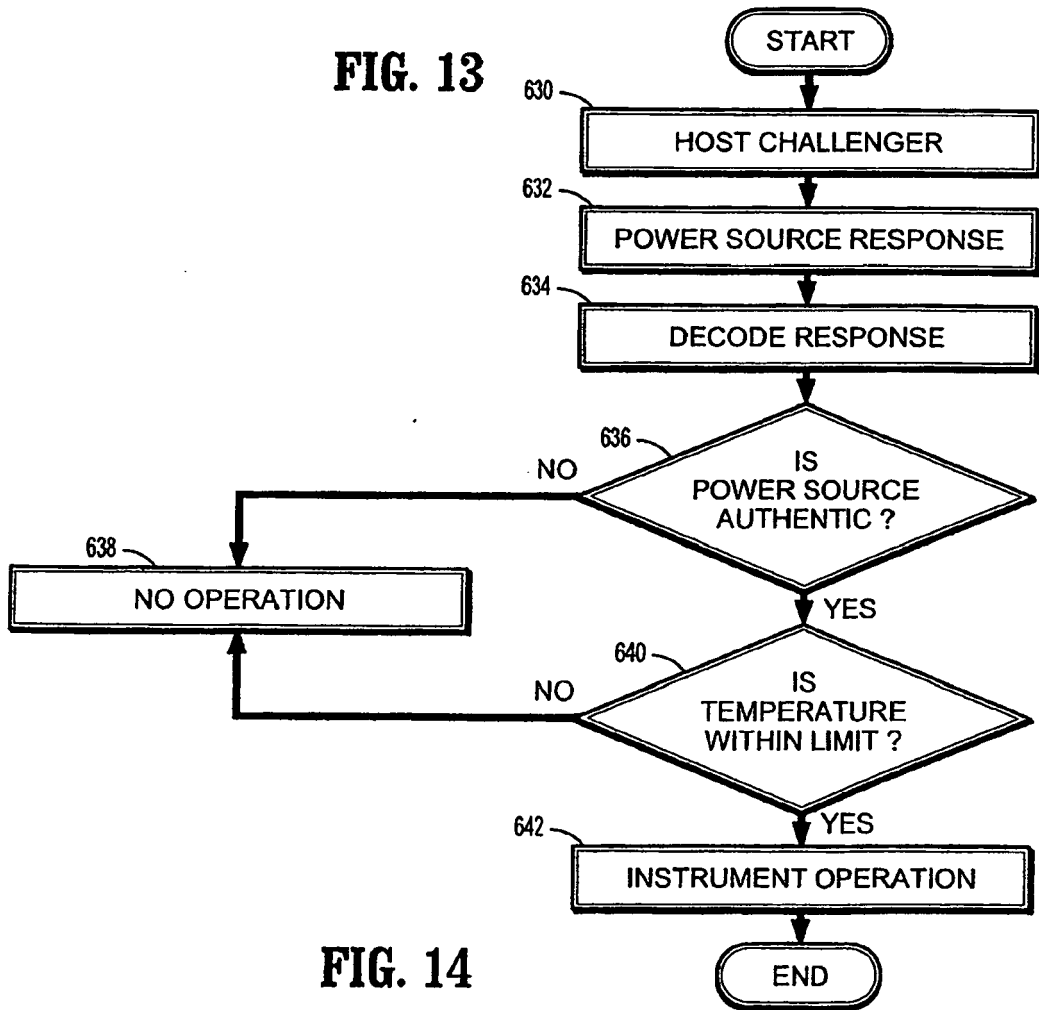 FIG. 13
START
630
HOST CHALLENGER
632
POWER SOURCE RESPONSE
634
DECODE RESPONSE
636
IS
POWER SOURCE
AUTHENTIC ?
NO
638
NO OPERATION
YES
640
IS
TEMPERATURE
WITHIN LIMIT ?
NO
YES
642
INSTRUMENT OPERATION
END
FIG. 14